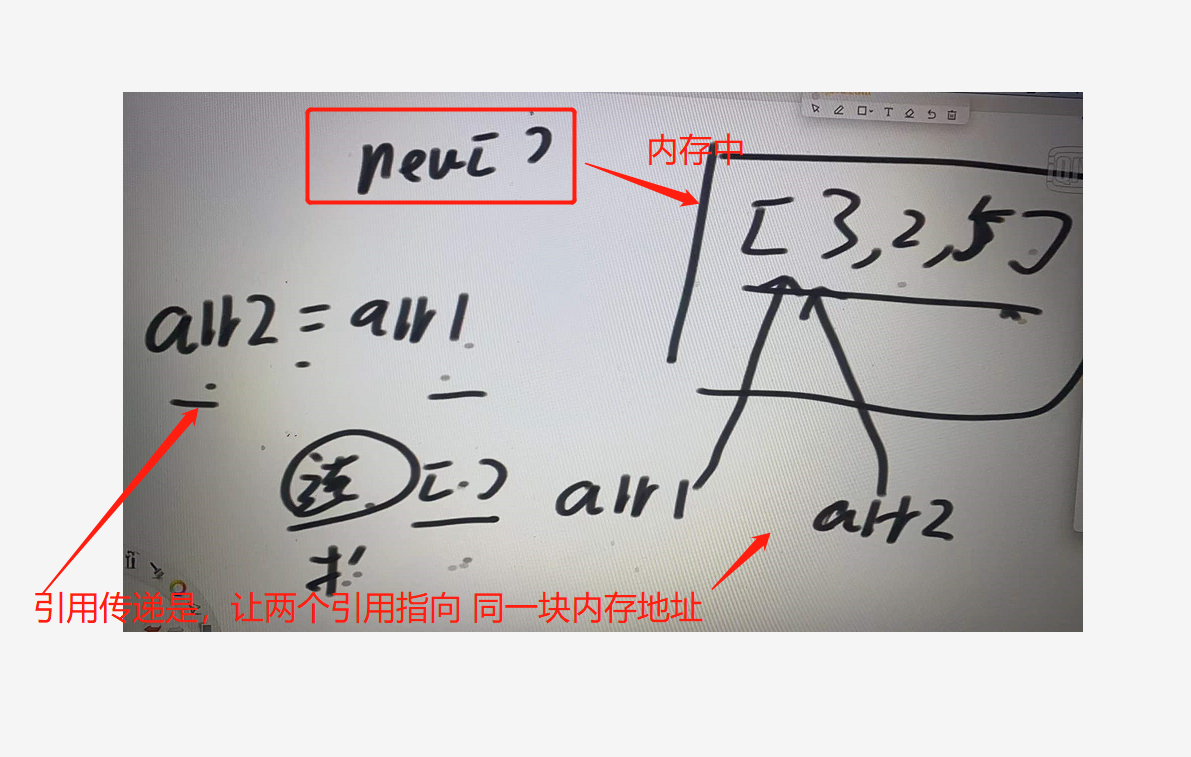 new[]
内存中
[3,2,5]
arr2=arr1
[.]
arr1
arr2
引用传递是，让两个引用指向 同一块内存地址